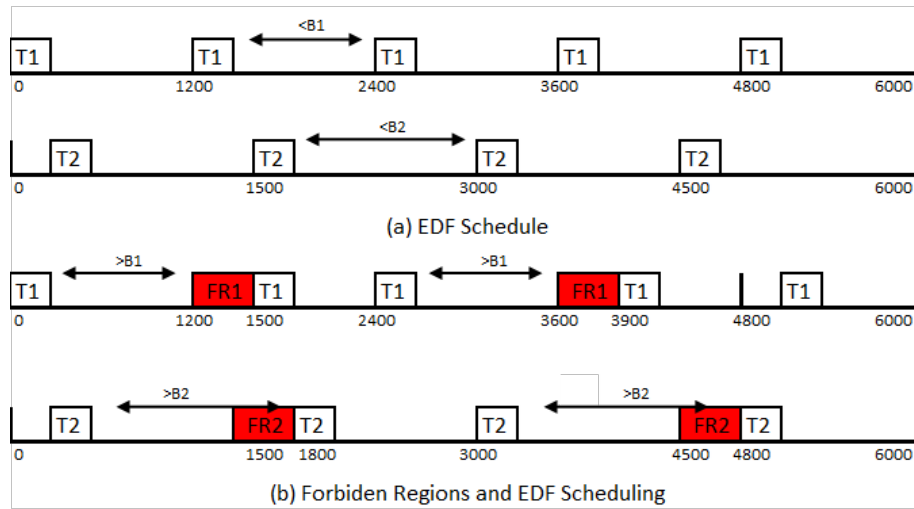 <B1
T1 T1 T1 T1 T1
0 1200 2400 3600 4800 6000
<B2
T2 T2 T2 T2
0 1500 3000 4500 6000
(a) EDF Schedule
>B1 >B1
T1 FR1 T1 T1 FR1 T1 T1
0 1200 1500 2400 3600 3900 4800 6000
>B2 >B2
T2 FR2 T2 T2 FR2 T2
0 1500 1800 3000 4500 4800 6000
(b) Forbiden Regions and EDF Scheduling